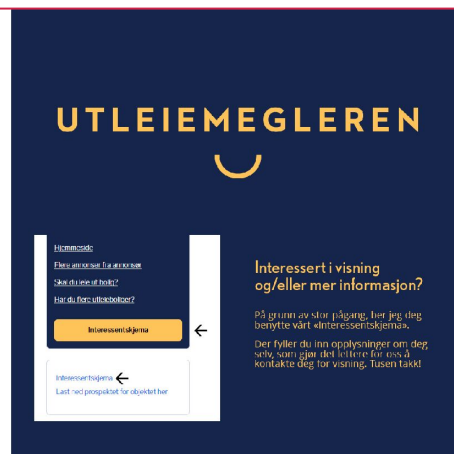 UTLEIEMEGLEREN
Hjemmeside
Flere annonser fra annonsør
Skal du leie ut bolig?
Har du flere utleieboliger?
Interessentskjema
Interessentskjema
Last ned prospektet for objektet her
Interessert i visning
og/eller mer informasjon?
På grunn av stor pågang, ber jeg deg
benytte vårt «Interessentskjema».
Der fyller du inn opplysninger om deg
selv, som gjør det lettere for oss å
kontakte deg for visning. Tusen takk!